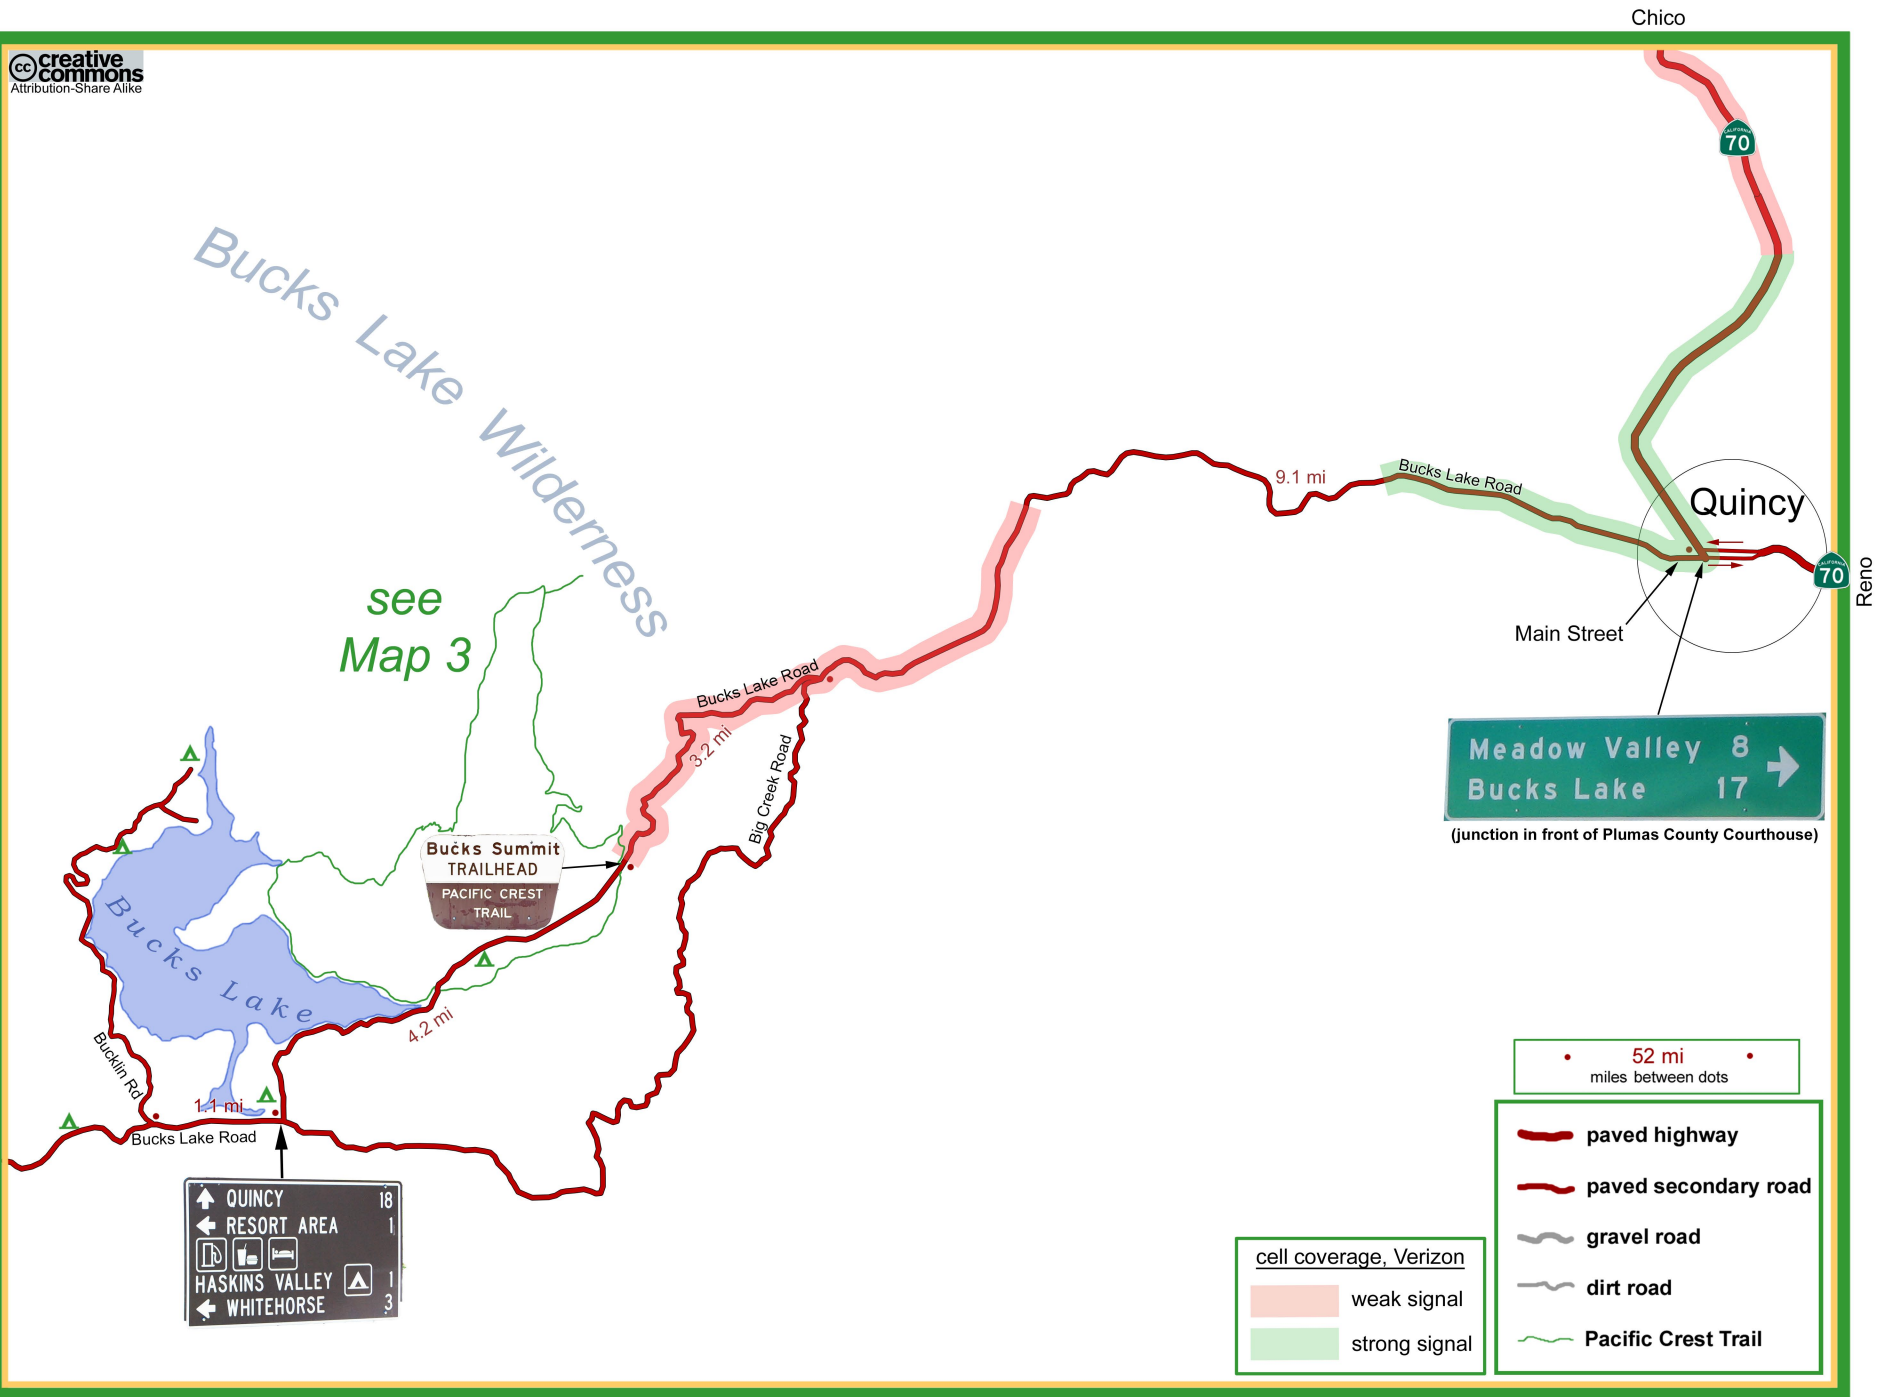 Chico
cc creative commons
Attribution-Share Alike
CALIFORNIA
70
Bucks Lake Wilderness
9.1 mi
Bucks Lake Road
Quincy
CALIFORNIA
70
Reno
see
Map 3
Main Street
Bucks Lake Road
3.2 mi
Big Creek Road
Meadow Valley 8
Bucks Lake 17
(junction in front of Plumas County Courthouse)
Bucks Summit
TRAILHEAD
PACIFIC CREST
TRAIL
Bucks Lake
4.2 mi
Bucklin Rd
1.1 mi
Bucks Lake Road
QUINCY 18
RESORT AREA 1
HASKINS VALLEY 1
WHITEHORSE 3
52 mi
miles between dots
paved highway
paved secondary road
gravel road
dirt road
Pacific Crest Trail
cell coverage, Verizon
weak signal
strong signal